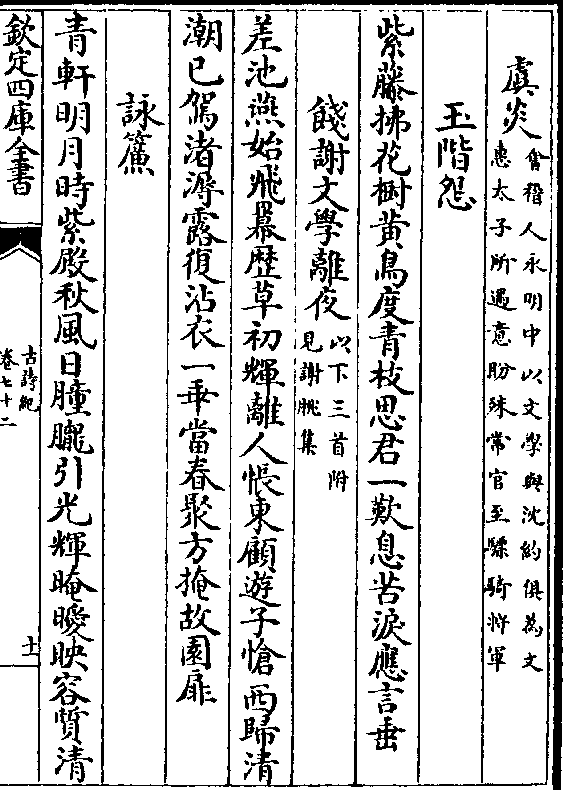 虞炎
會稽人永明中以文學與沈約俱為文
惠太子所遇意眄殊常官至驃騎將軍
玉階怨
紫藤拂花樹黃鳥度青枝思君一歎息苦淚應言垂
餞謝文學離夜
以下三首附
見謝朓集
差池燕始飛幕歴草初輝離人悵東顧遊子愴西歸清
潮已駕渚溽露復沾衣一乖當春聚方掩故園扉
詠簾
青軒明月時紫殿秋風日朣朧引光輝晻曖映容質清
欽定四庫全書
古詩紀
卷七十二
十一